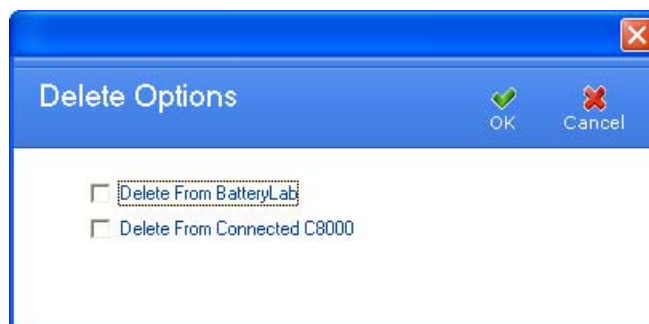 Delete Options
OK
Cancel
Delete From BatteryLab
Delete From Connected C8000